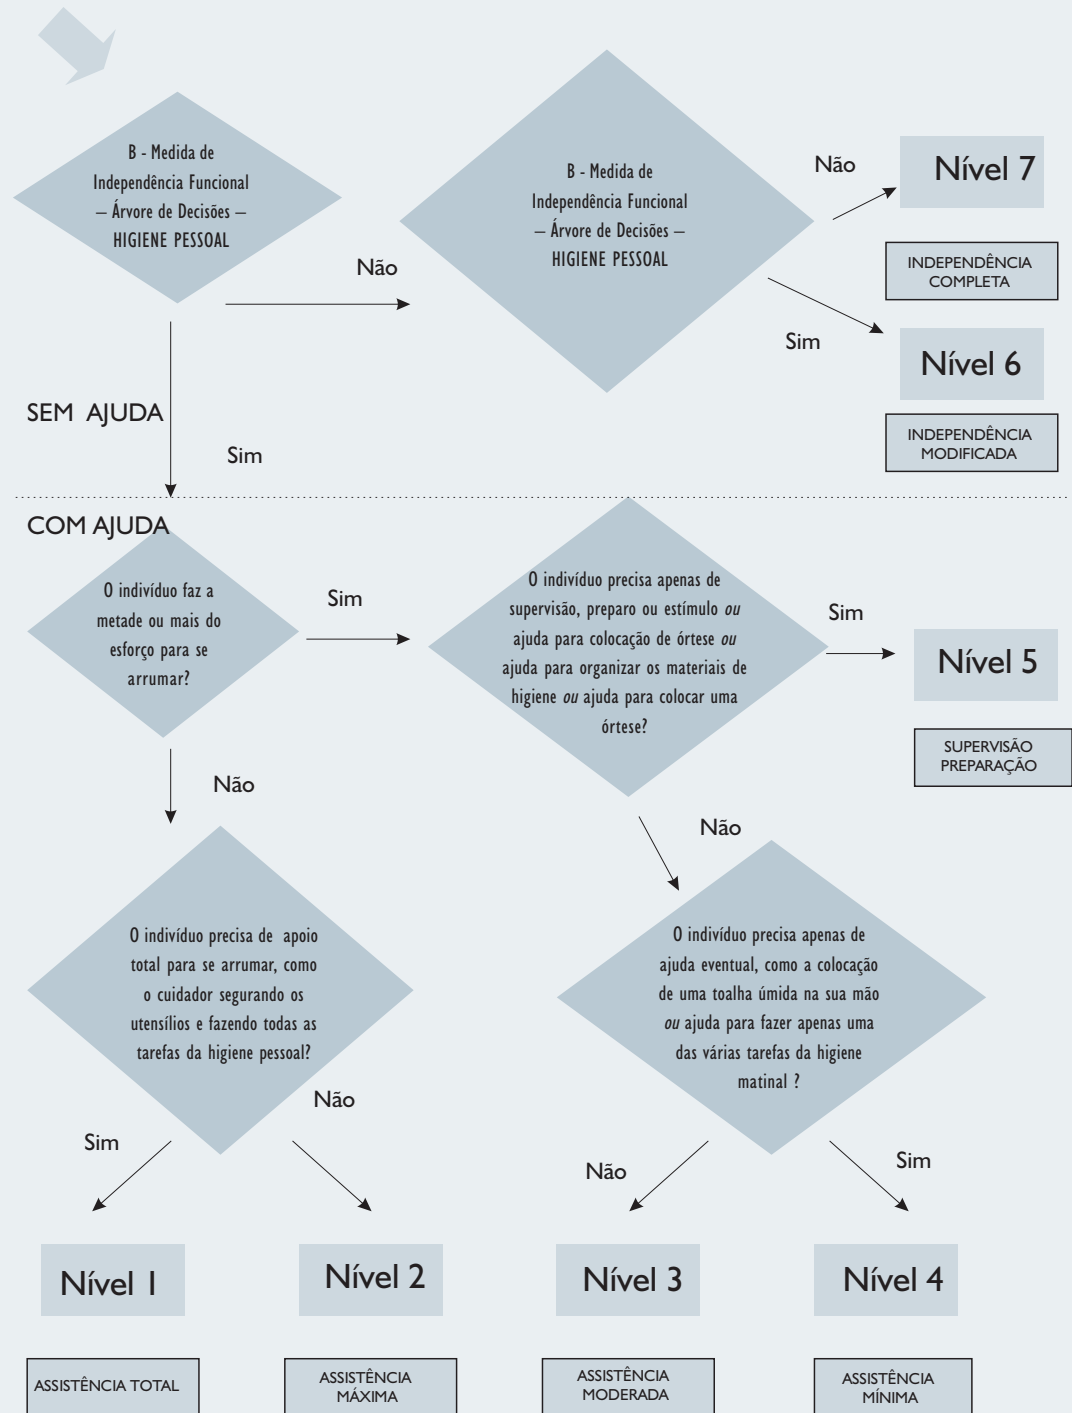 B - Medida de
Independência Funcional
– Árvore de Decisões –
HIGIENE PESSOAL
Não
B - Medida de
Independência Funcional
– Árvore de Decisões –
HIGIENE PESSOAL
Não
Nível 7
INDEPENDÊNCIA
COMPLETA
Sim
Nível 6
INDEPENDÊNCIA
MODIFICADA
SEM AJUDA
Sim
COM AJUDA
O indivíduo faz a
metade ou mais do
esforço para se
arrumar?
Sim
O indivíduo precisa apenas de
supervisão, preparo ou estímulo ou
ajuda para colocação de órtese ou
ajuda para organizar os materiais de
higiene ou ajuda para colocar uma
órtese?
Sim
Nível 5
SUPERVISÃO
PREPARAÇÃO
Não
Não
O indivíduo precisa de apoio
total para se arrumar, como
o cuidador segurando os
utensílios e fazendo todas as
tarefas da higiene pessoal?
O indivíduo precisa apenas de
ajuda eventual, como a colocação
de uma toalha úmida na sua mão
ou ajuda para fazer apenas uma
das várias tarefas da higiene
matinal ?
Sim
Não
Não
Sim
Nível 1
Nível 2
Nível 3
Nível 4
ASSISTÊNCIA TOTAL
ASSISTÊNCIA
MÁXIMA
ASSISTÊNCIA
MODERADA
ASSISTÊNCIA
MÍNIMA